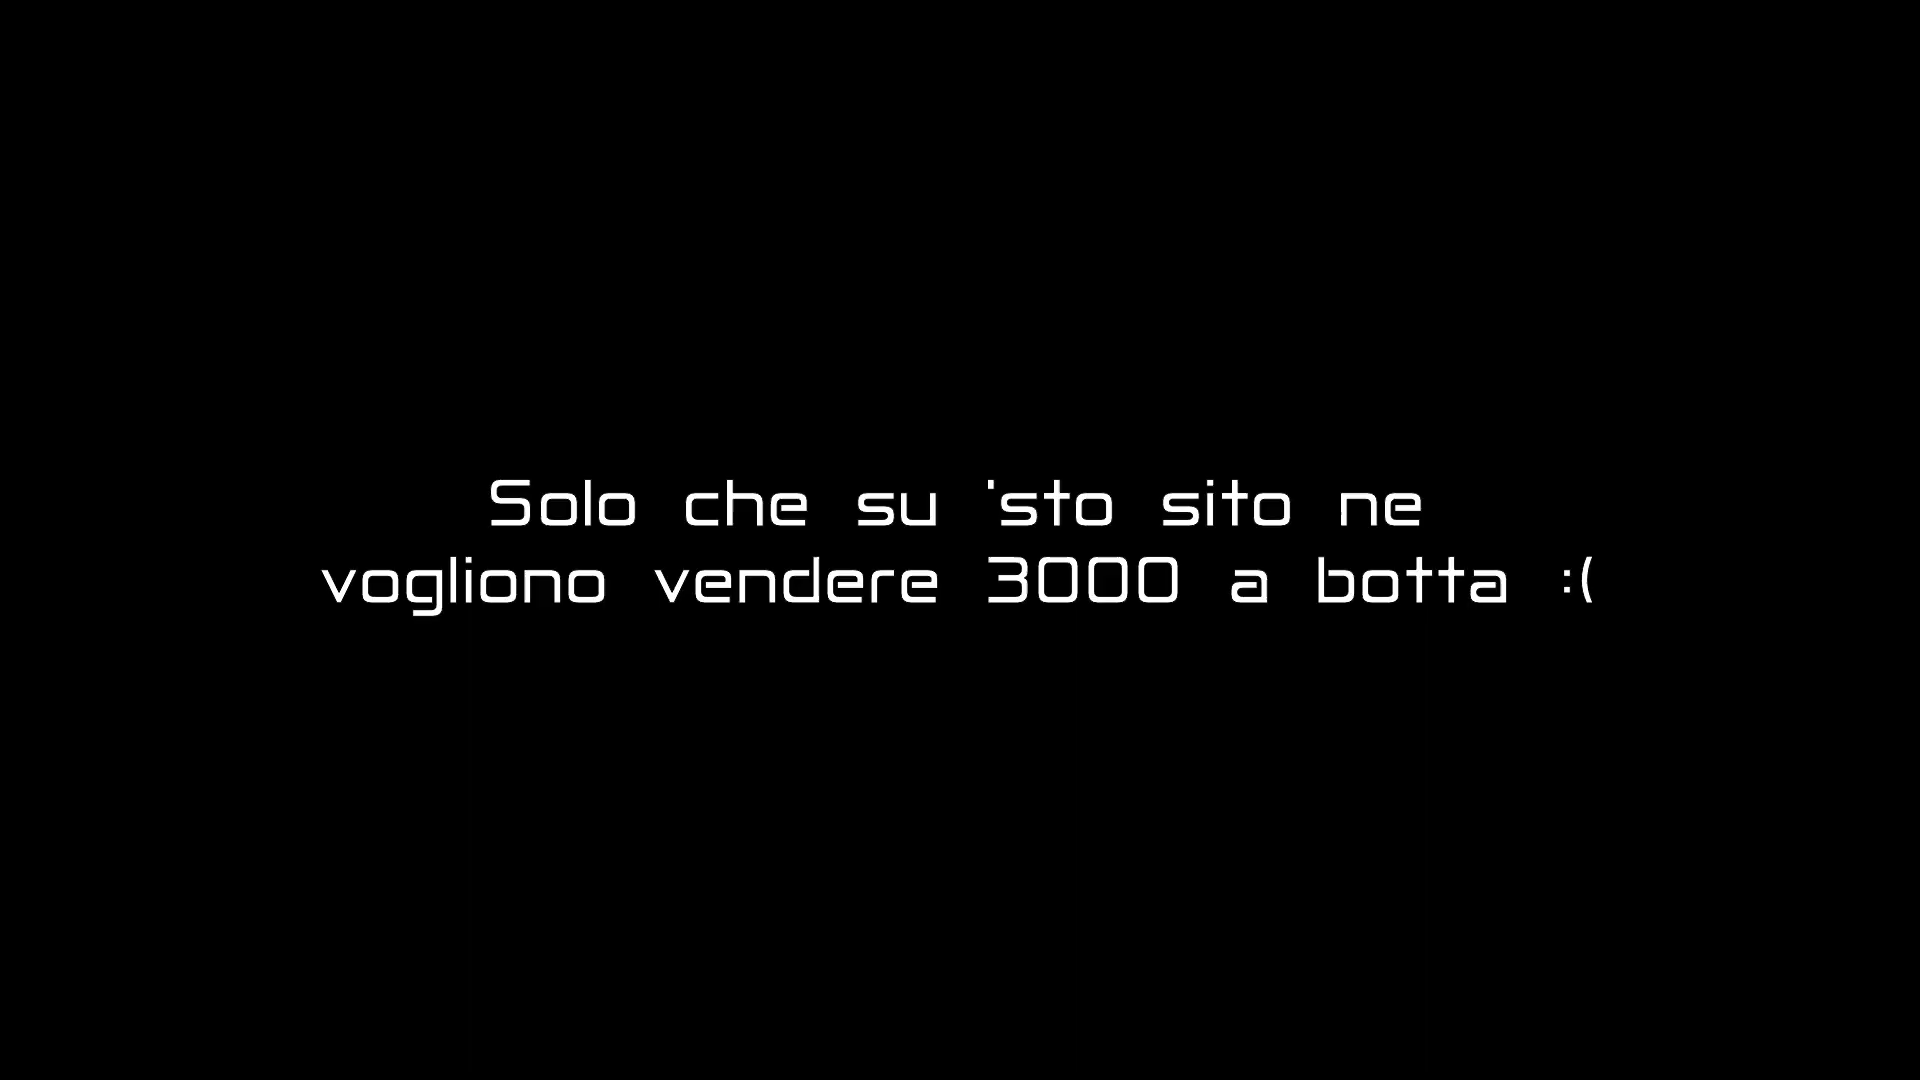 Solo che su 'sto sito ne
vogliono vendere 3000 a botta :(